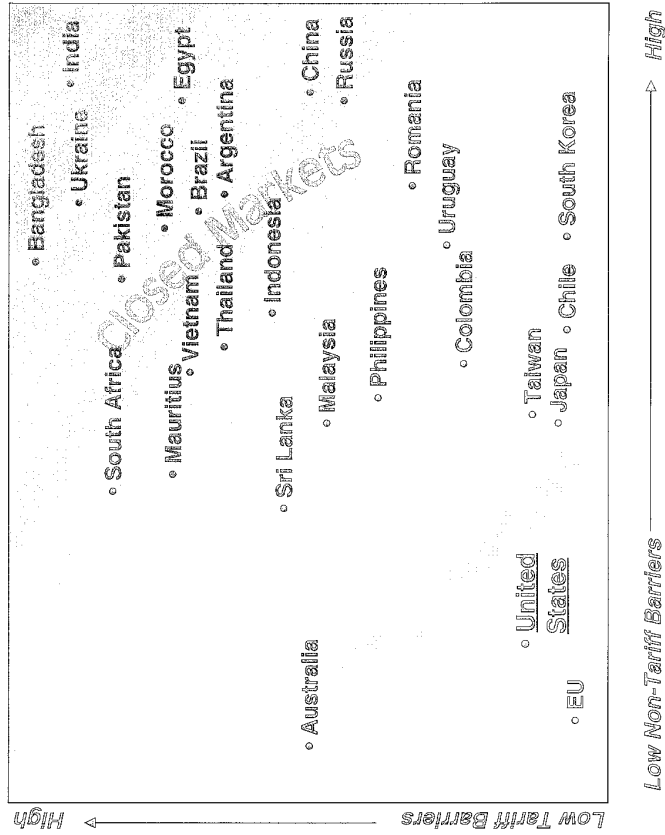 High
Bangladesh
India
Ukraine
South Africa
Pakistan
Morocco
Mauritius
Egypt
Vietnam
Brazil
Thailand
Argentina
Closed Markets
Indonesia
Sri Lanka
Australia
China
Malaysia
Russia
Philippines
Romania
Uruguay
Colombia
United
States
Taiwan
Japan
Chile
South Korea
EU
Low Tariff Barriers
Low Non-Tariff Barriers
High